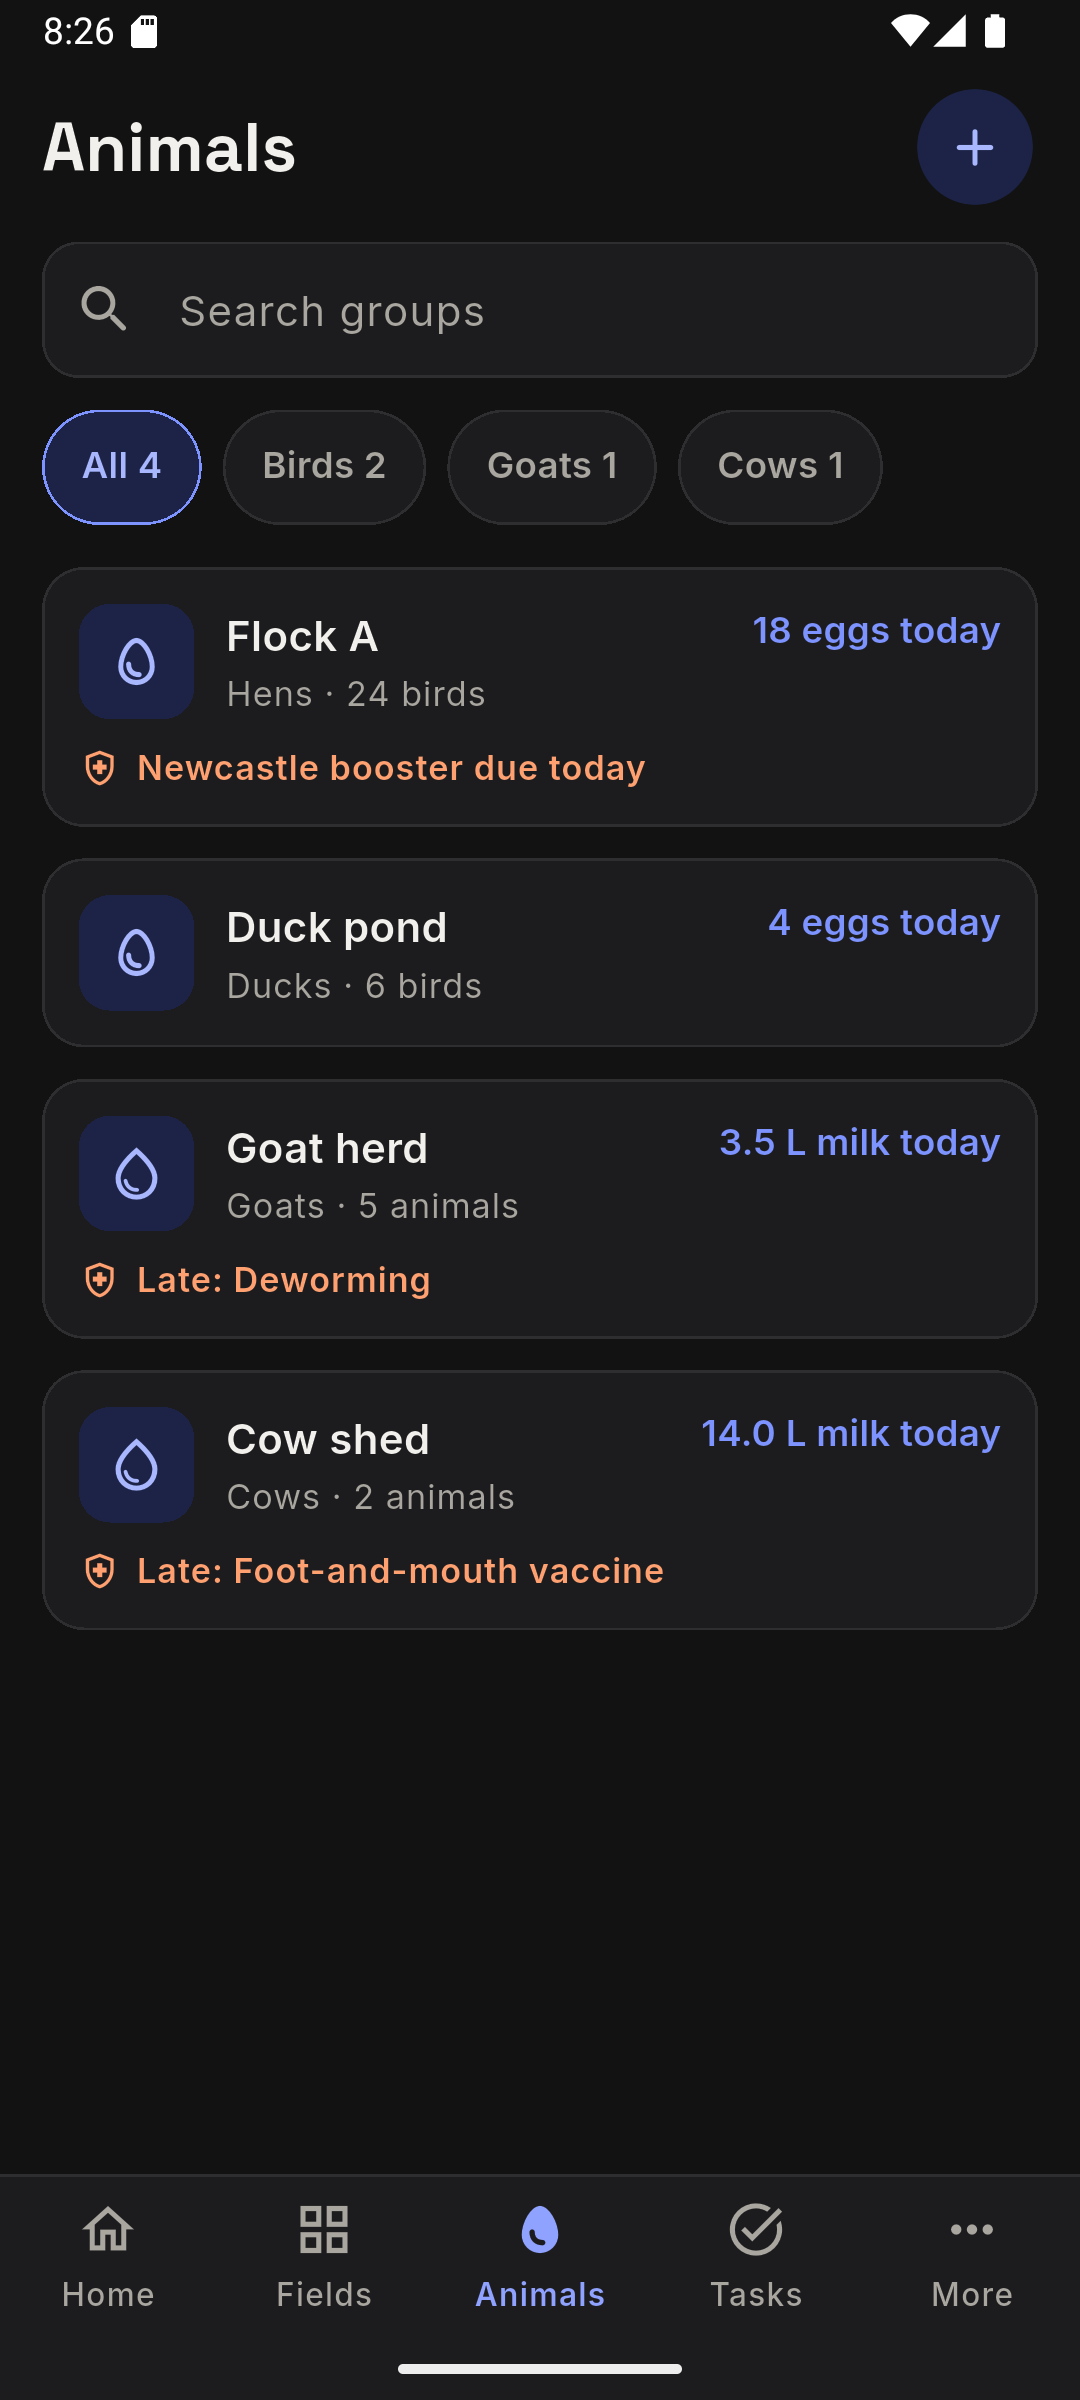 8:26
Animals
Search groups
All 4
Birds 2
Goats 1
Cows 1
Flock A
18 eggs today
Hens · 24 birds
Newcastle booster due today
Duck pond
4 eggs today
Ducks · 6 birds
Goat herd
3.5 L milk today
Goats · 5 animals
Late: Deworming
Cow shed
14.0 L milk today
Cows · 2 animals
Late: Foot-and-mouth vaccine
Home
Fields
Animals
Tasks
More